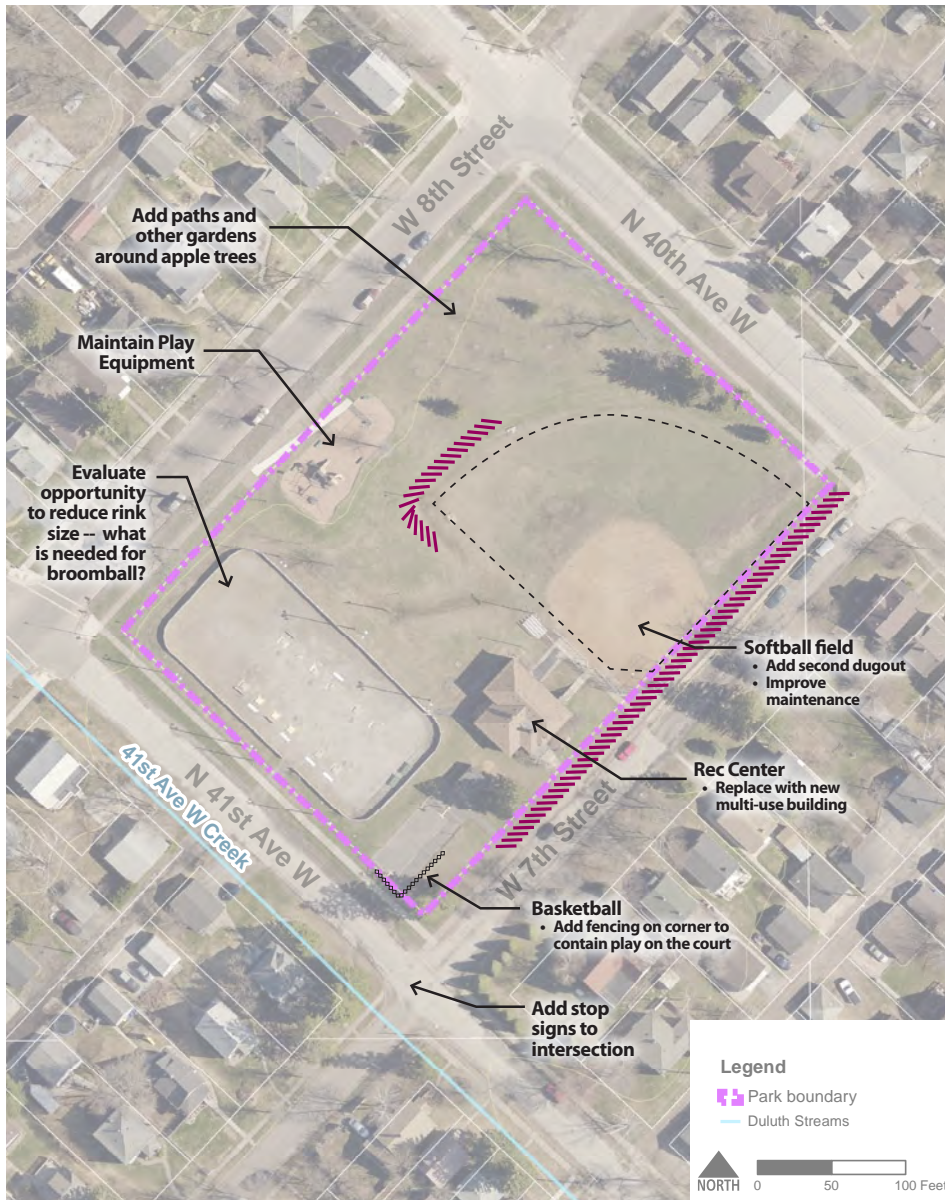 W 8th Street
N 40th Ave W
Add paths and
other gardens
around apple trees
Maintain Play
Equipment
Evaluate
opportunity
to reduce rink
size -- what
is needed for
broomball?
Softball field
• Add second dugout
• Improve
maintenance
Rec Center
• Replace with new
multi-use building
41st Ave W Creek
N 41st Ave W
W 7th Street
Basketball
• Add fencing on corner to
contain play on the court
Add stop
signs to
intersection
Legend
Park boundary
Duluth Streams
NORTH
0 50 100 Feet